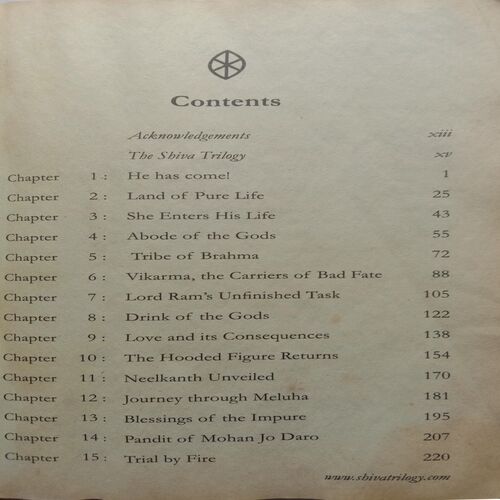 Contents
Acknowledgements xiii
The Shiva Trilogy xv
Chapter 1 : He has come! 1
Chapter 2 : Land of Pure Life 25
Chapter 3 : She Enters His Life 43
Chapter 4 : Abode of the Gods 55
Chapter 5 : Tribe of Brahma 72
Chapter 6 : Vikarma, the Carriers of Bad Fate 88
Chapter 7 : Lord Ram's Unfinished Task 105
Chapter 8 : Drink of the Gods 122
Chapter 9 : Love and its Consequences 138
Chapter 10 : The Hooded Figure Returns 154
Chapter 11 : Neelkanth Unveiled 170
Chapter 12 : Journey through Meluha 181
Chapter 13 : Blessings of the Impure 195
Chapter 14 : Pandit of Mohan Jo Daro 207
Chapter 15 : Trial by Fire 220
www.shivatrilogy.com